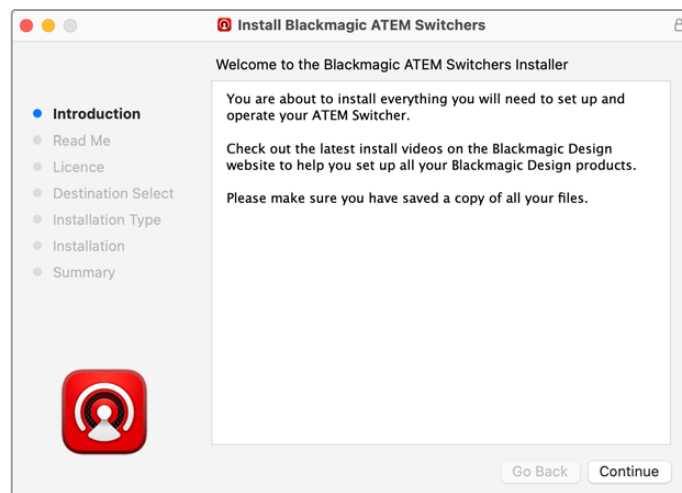 Install Blackmagic ATEM Switchers
Welcome to the Blackmagic ATEM Switchers Installer
Introduction
Read Me
Licence
Destination Select
Installation Type
Installation
Summary
You are about to install everything you will need to set up and
operate your ATEM Switcher.
Check out the latest install videos on the Blackmagic Design
website to help you set up all your Blackmagic Design products.
Please make sure you have saved a copy of all your files.
Go Back
Continue